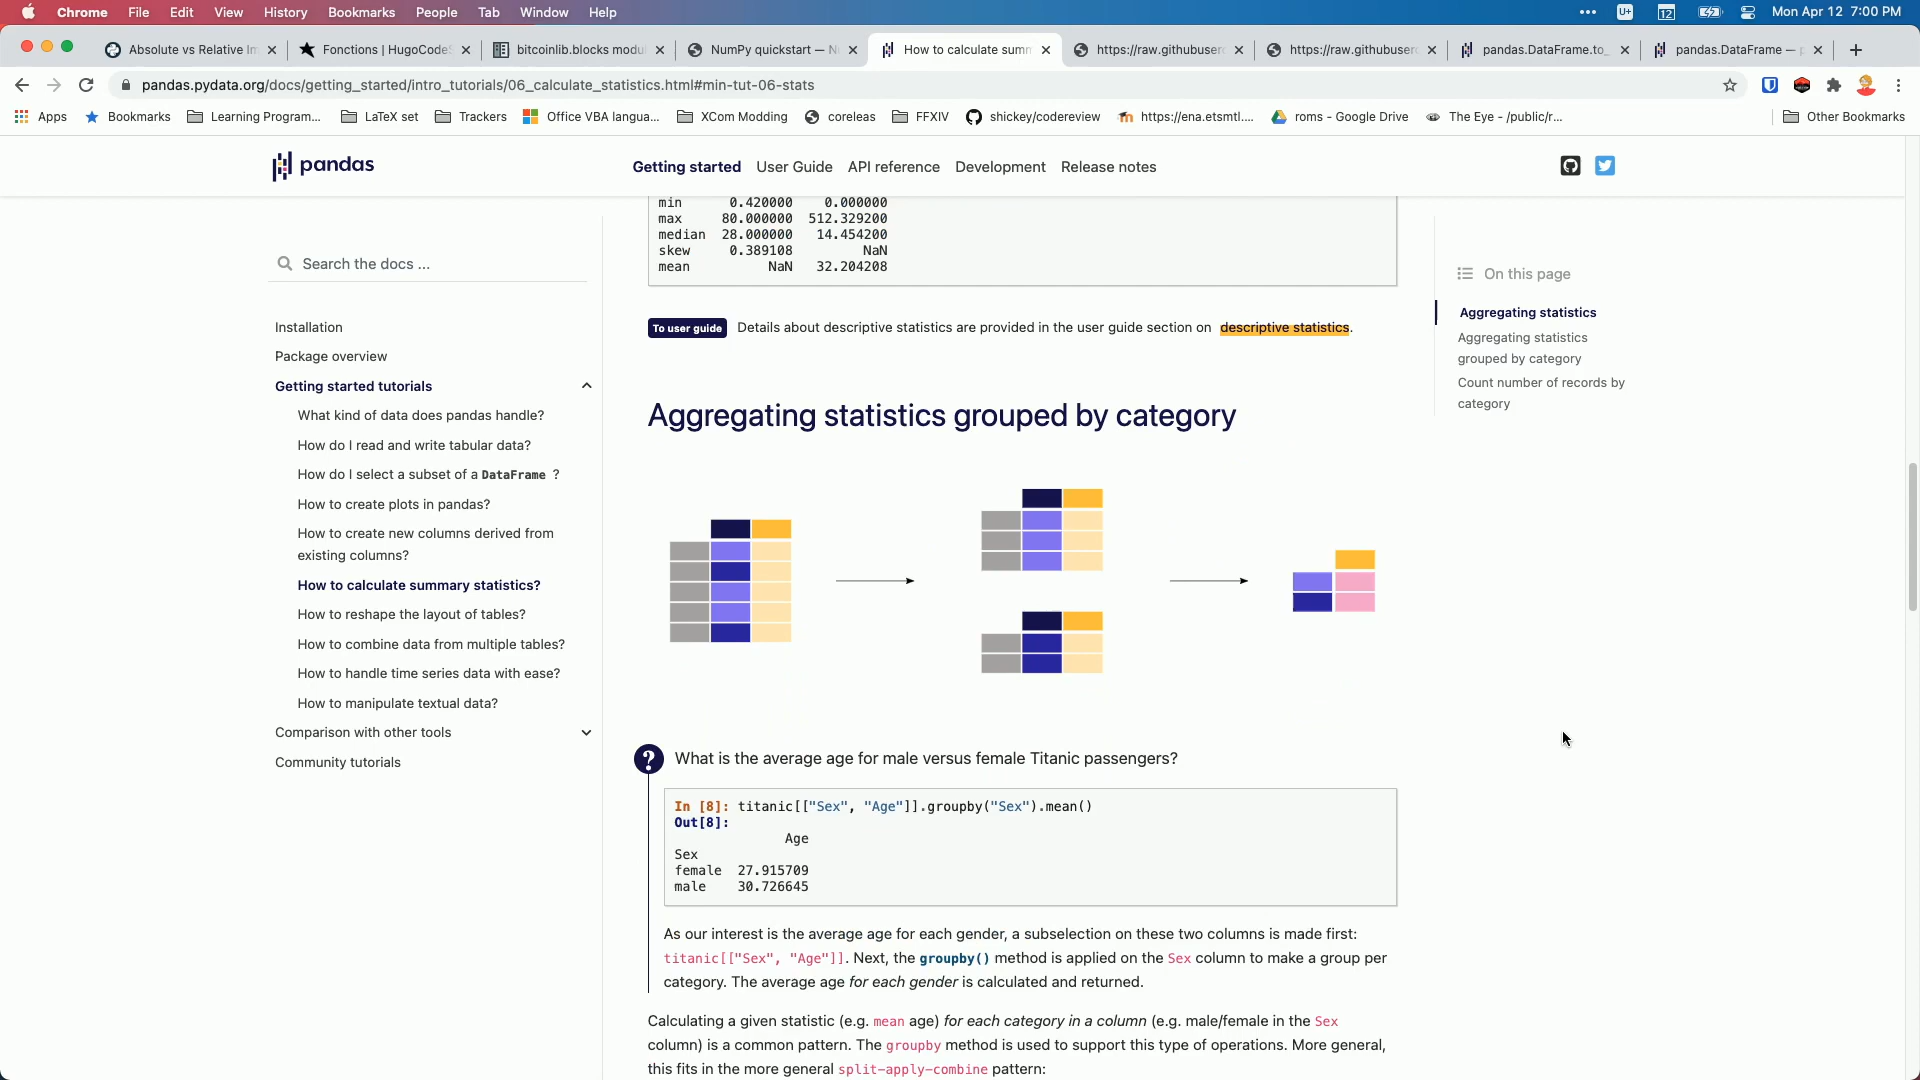 Chrome File Edit View History Bookmarks People Tab Window Help
U+ 12 Mon Apr 12 7:00 PM
Absolute vs Relative Im
Fonctions | HugoCodeS
bitcoinlib.blocks modu
NumPy quickstart — N
How to calculate sum
https://raw.githubuserc
https://raw.githubuserc
pandas.DataFrame.to_
pandas.DataFrame — p
pandas.pydata.org/docs/getting_started/intro_tutorials/06_calculate_statistics.html#min-tut-06-stats
Apps Bookmarks Learning Program... LaTeX set Trackers Office VBA langua... XCom Modding coreleas FFXIV shickey/codereview https://ena.etsmtl.... roms - Google Drive The Eye - /public/r... Other Bookmarks
pandas
Getting started User Guide API reference Development Release notes
Search the docs ...
Installation
Package overview
Getting started tutorials
What kind of data does pandas handle?
How do I read and write tabular data?
How do I select a subset of a DataFrame ?
How to create plots in pandas?
How to create new columns derived from
existing columns?
How to calculate summary statistics?
How to reshape the layout of tables?
How to combine data from multiple tables?
How to handle time series data with ease?
How to manipulate textual data?
Comparison with other tools
Community tutorials
min 0.420000 0.000000
max 80.000000 512.329200
median 28.000000 14.454200
skew 0.389108 NaN
mean NaN 32.204208
To user guide Details about descriptive statistics are provided in the user guide section on descriptive statistics.
Aggregating statistics grouped by category
? What is the average age for male versus female Titanic passengers?
In [8]: titanic[["Sex", "Age"]].groupby("Sex").mean()
Out[8]:
Age
Sex
female 27.915709
male 30.726645
As our interest is the average age for each gender, a subselection on these two columns is made first:
titanic[["Sex", "Age"]]. Next, the groupby() method is applied on the Sex column to make a group per
category. The average age for each gender is calculated and returned.
Calculating a given statistic (e.g. mean age) for each category in a column (e.g. male/female in the Sex
column) is a common pattern. The groupby method is used to support this type of operations. More general,
this fits in the more general split-apply-combine pattern:
On this page
Aggregating statistics
Aggregating statistics
grouped by category
Count number of records by
category